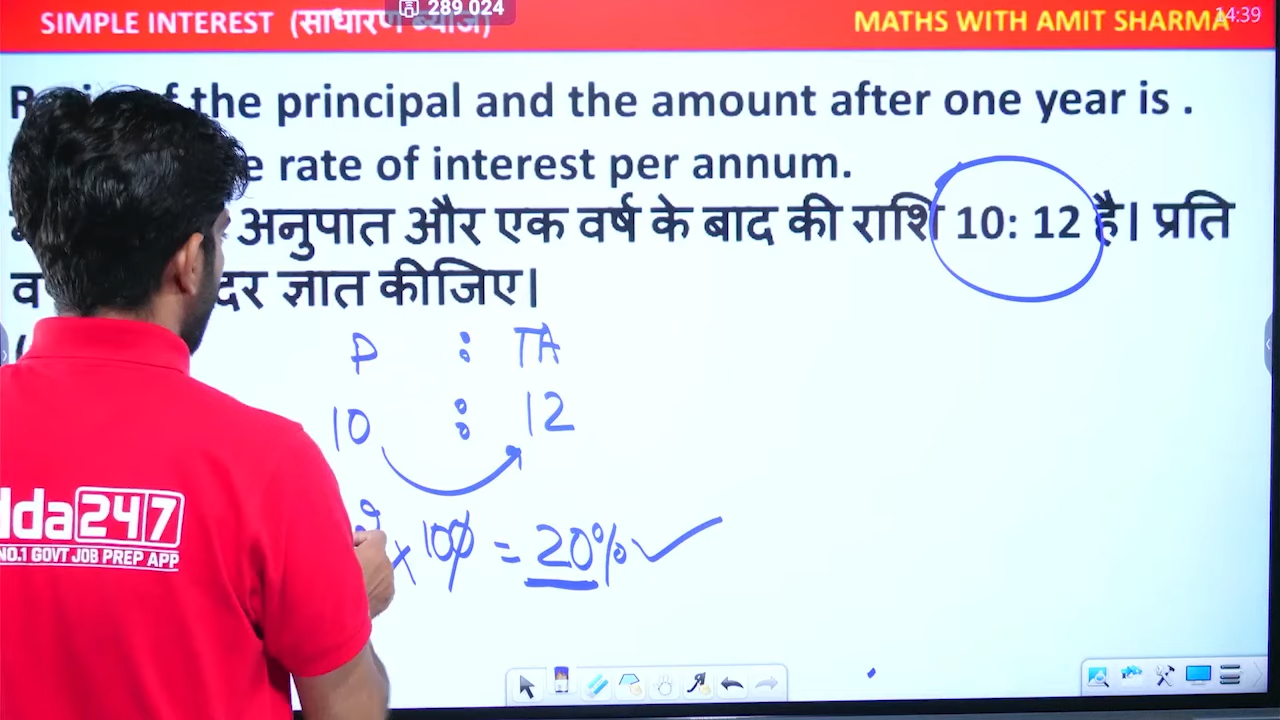 289 024
14:39
SIMPLE INTEREST (साधारण ब्याज)
MATHS WITH AMIT SHARMA
the principal and the amount after one year is .
rate of interest per annum.
अनुपात और एक वर्ष के बाद की राशि 10: 12 है। प्रति
दर ज्ञात कीजिए।
P : TA
10 : 12
× 100 = 20%
247
NO.1 GOVT JOB PREP APP